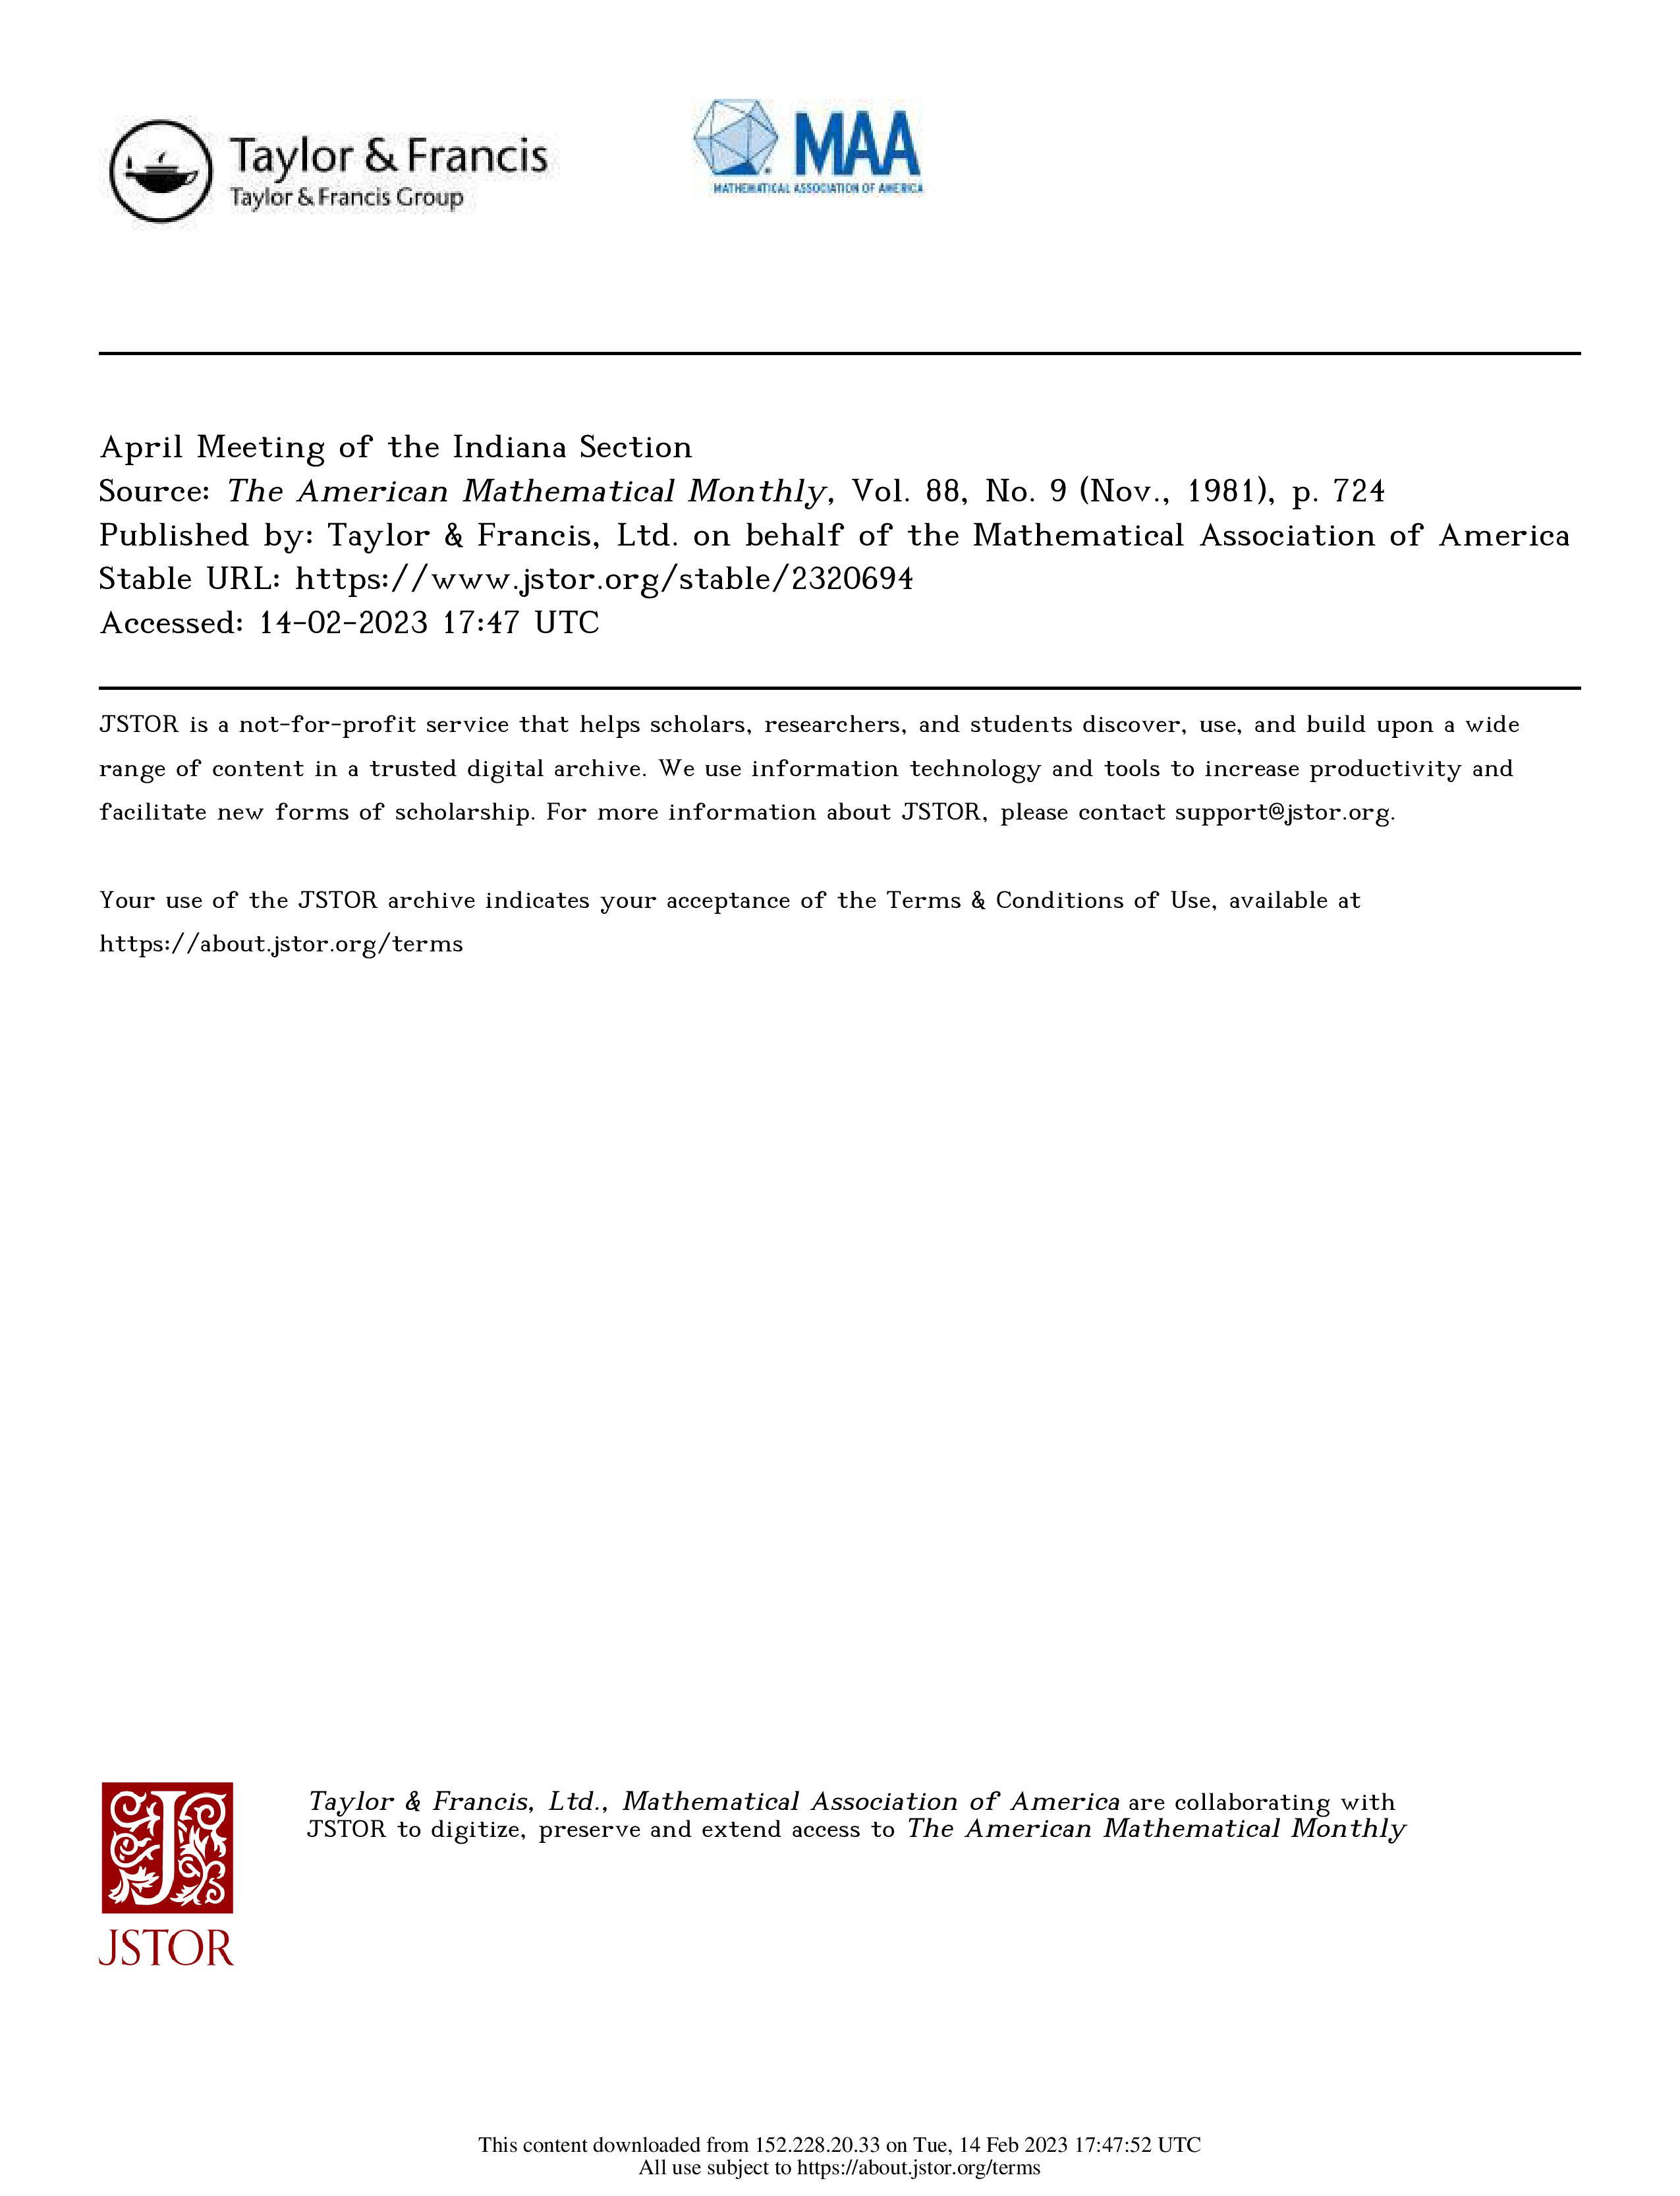 Taylor & Francis
Taylor & Francis Group
MAA
MATHEMATICAL ASSOCIATION OF AMERICA
April Meeting of the Indiana Section
Source: The American Mathematical Monthly, Vol. 88, No. 9 (Nov., 1981), p. 724
Published by: Taylor & Francis, Ltd. on behalf of the Mathematical Association of America
Stable URL: https://www.jstor.org/stable/2320694
Accessed: 14-02-2023 17:47 UTC
JSTOR is a not-for-profit service that helps scholars, researchers, and students discover, use, and build upon a wide
range of content in a trusted digital archive. We use information technology and tools to increase productivity and
facilitate new forms of scholarship. For more information about JSTOR, please contact support@jstor.org.
Your use of the JSTOR archive indicates your acceptance of the Terms & Conditions of Use, available at
https://about.jstor.org/terms
Taylor & Francis, Ltd., Mathematical Association of America are collaborating with
JSTOR to digitize, preserve and extend access to The American Mathematical Monthly
J
JSTOR
This content downloaded from 152.228.20.33 on Tue, 14 Feb 2023 17:47:52 UTC
All use subject to https://about.jstor.org/terms